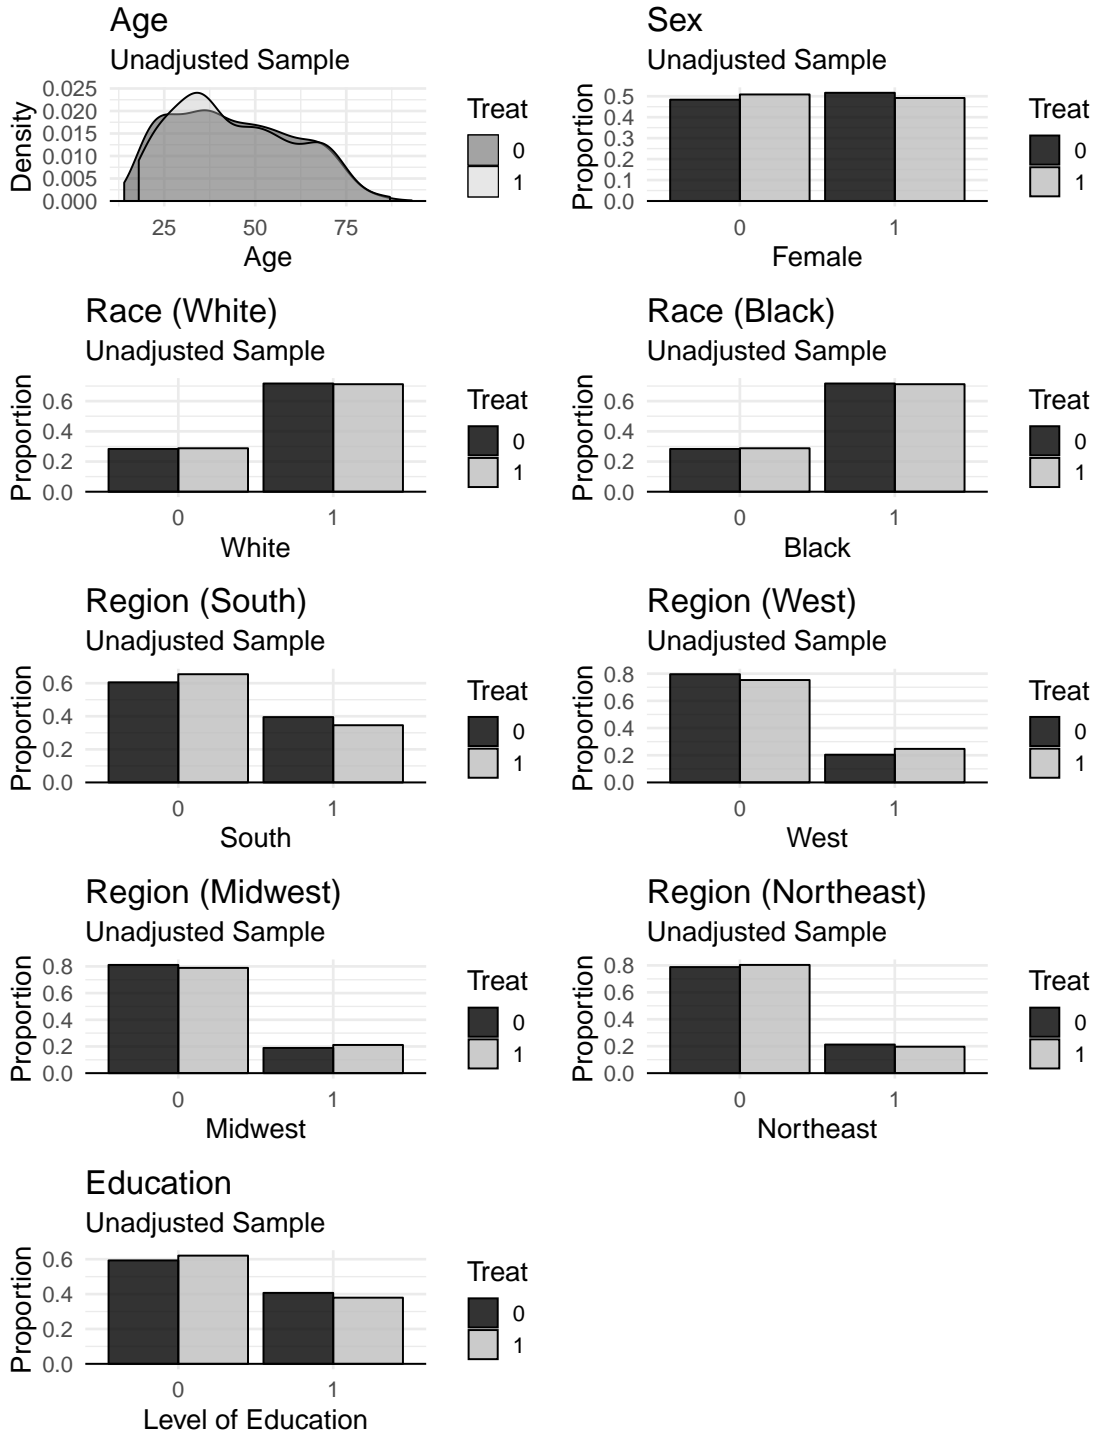 Age
Unadjusted Sample
Density
0.025
0.020
0.015
0.010
0.005
0.000
25 50 75
Age
Treat
0
1
Sex
Unadjusted Sample
Proportion
0.5
0.4
0.3
0.2
0.1
0.0
0 1
Female
Treat
0
1
Race (White)
Unadjusted Sample
Proportion
0.6
0.4
0.2
0.0
0 1
White
Treat
0
1
Race (Black)
Unadjusted Sample
Proportion
0.6
0.4
0.2
0.0
0 1
Black
Treat
0
1
Region (South)
Unadjusted Sample
Proportion
0.6
0.4
0.2
0.0
0 1
South
Treat
0
1
Region (West)
Unadjusted Sample
Proportion
0.8
0.6
0.4
0.2
0.0
0 1
West
Treat
0
1
Region (Midwest)
Unadjusted Sample
Proportion
0.8
0.6
0.4
0.2
0.0
0 1
Midwest
Treat
0
1
Region (Northeast)
Unadjusted Sample
Proportion
0.8
0.6
0.4
0.2
0.0
0 1
Northeast
Treat
0
1
Education
Unadjusted Sample
Proportion
0.6
0.4
0.2
0.0
0 1
Level of Education
Treat
0
1